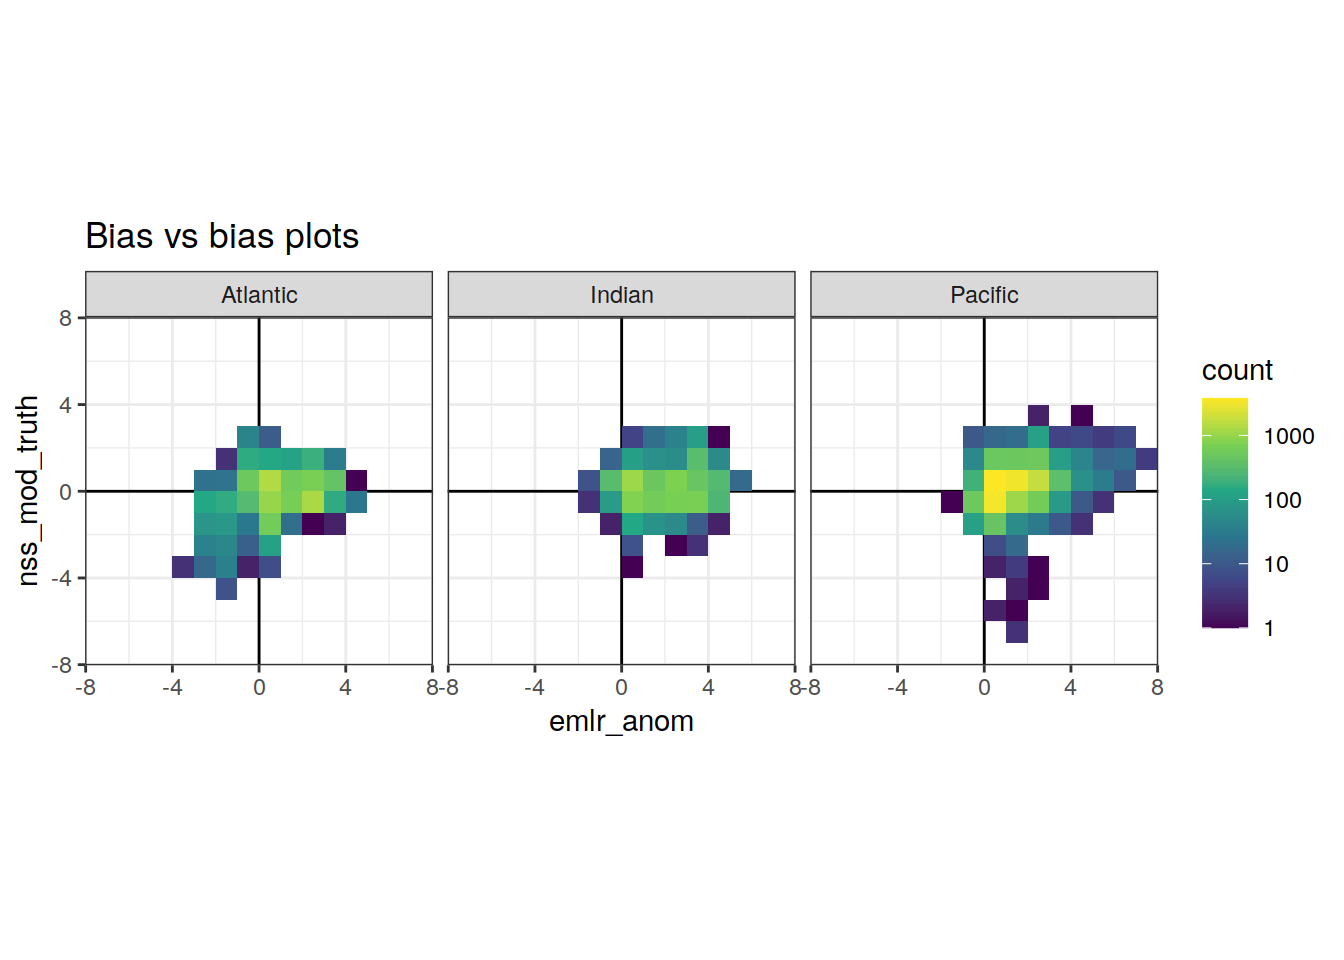 Bias vs bias plots
Atlantic Indian Pacific
nss_mod_truth
8
4
0
-4
-8
-8 -4 0 4 8 -8 -4 0 4 8 -8 -4 0 4 8
emlr_anom
count
1000
100
10
1